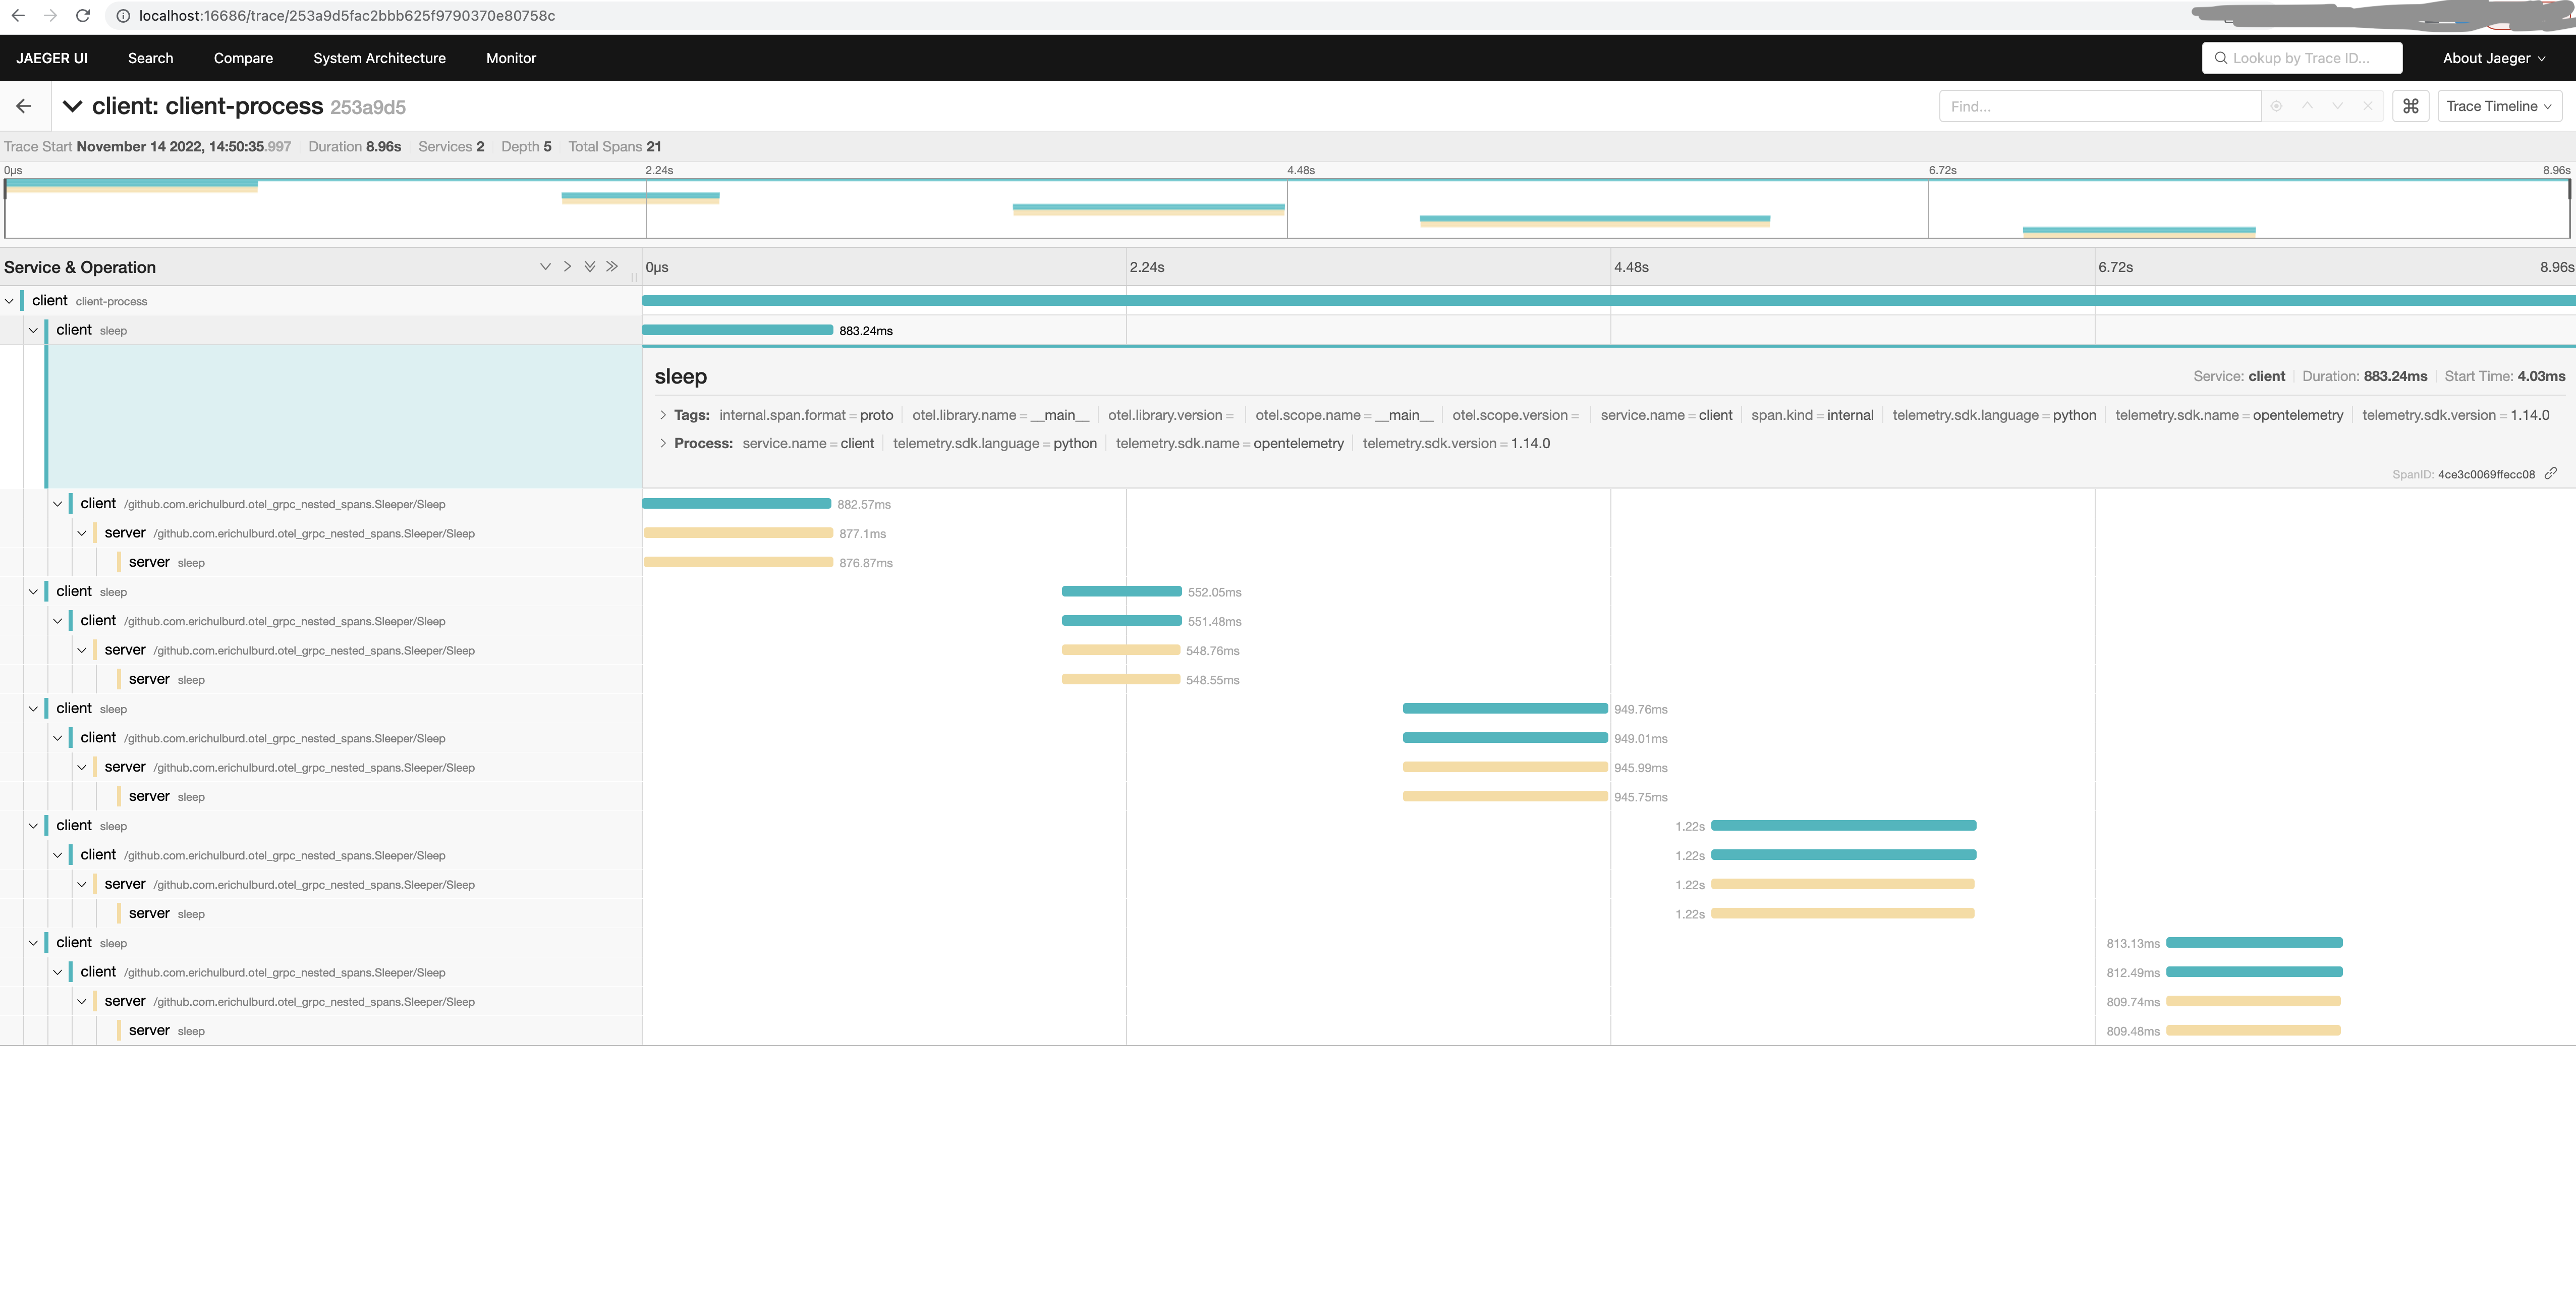 localhost:16686/trace/253a9d5fac2bbb625f9790370e80758c
JAEGER UI Search Compare System Architecture Monitor Lookup by Trace ID... About Jaeger
client: client-process 253a9d5 Find... ⌘ Trace Timeline
Trace Start November 14 2022, 14:50:35.997 Duration 8.96s Services 2 Depth 5 Total Spans 21
0μs 2.24s 4.48s 6.72s 8.96s
Service & Operation 0μs 2.24s 4.48s 6.72s 8.96s
client client-process
client sleep 883.24ms
sleep Service: client Duration: 883.24ms Start Time: 4.03ms
Tags: internal.span.format = proto otel.library.name = __main__ otel.library.version = otel.scope.name = __main__ otel.scope.version = service.name = client span.kind = internal telemetry.sdk.language = python telemetry.sdk.name = opentelemetry telemetry.sdk.version = 1.14.0
Process: service.name = client telemetry.sdk.language = python telemetry.sdk.name = opentelemetry telemetry.sdk.version = 1.14.0
SpanID: 4ce3c0069ffecc08
client /github.com.erichulburd.otel_grpc_nested_spans.Sleeper/Sleep 882.57ms
server /github.com.erichulburd.otel_grpc_nested_spans.Sleeper/Sleep 877.1ms
server sleep 876.87ms
client sleep 552.05ms
client /github.com.erichulburd.otel_grpc_nested_spans.Sleeper/Sleep 551.48ms
server /github.com.erichulburd.otel_grpc_nested_spans.Sleeper/Sleep 548.76ms
server sleep 548.55ms
client sleep 949.76ms
client /github.com.erichulburd.otel_grpc_nested_spans.Sleeper/Sleep 949.01ms
server /github.com.erichulburd.otel_grpc_nested_spans.Sleeper/Sleep 945.99ms
server sleep 945.75ms
client sleep 1.22s
client /github.com.erichulburd.otel_grpc_nested_spans.Sleeper/Sleep 1.22s
server /github.com.erichulburd.otel_grpc_nested_spans.Sleeper/Sleep 1.22s
server sleep 1.22s
client sleep 813.13ms
client /github.com.erichulburd.otel_grpc_nested_spans.Sleeper/Sleep 812.49ms
server /github.com.erichulburd.otel_grpc_nested_spans.Sleeper/Sleep 809.74ms
server sleep 809.48ms